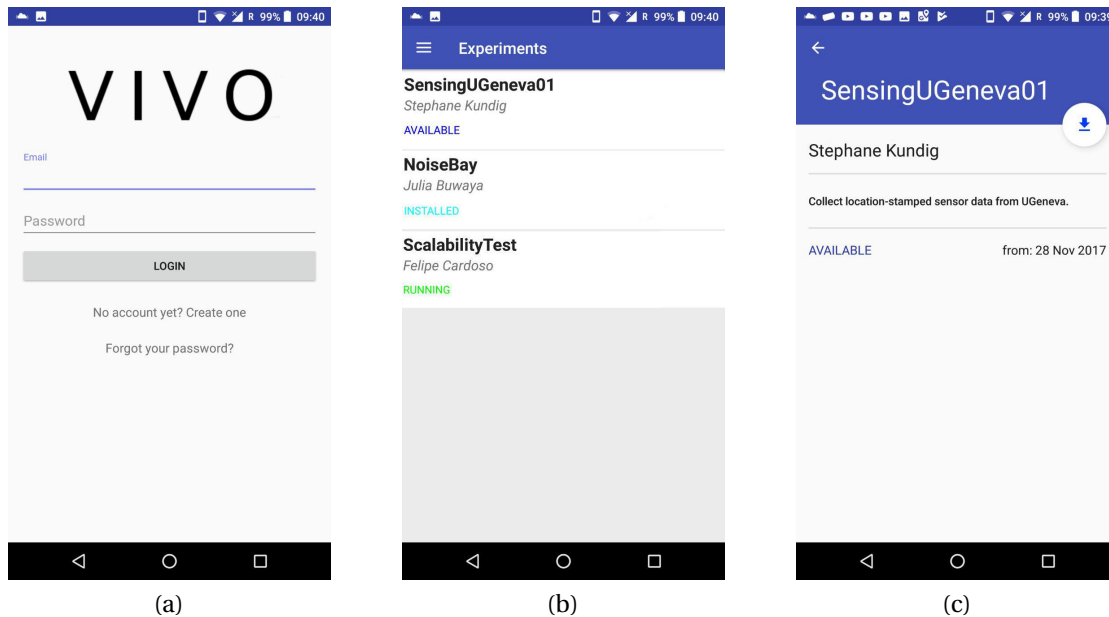 R 99% 09:40
VIVO
Email
Password
LOGIN
No account yet? Create one
Forgot your password?
(a)
R 99% 09:40
Experiments
SensingUGeneva01
Stephane Kundig
AVAILABLE
NoiseBay
Julia Buwaya
INSTALLED
ScalabilityTest
Felipe Cardoso
RUNNING
(b)
R 99% 09:39
SensingUGeneva01
Stephane Kundig
Collect location-stamped sensor data from UGeneva.
AVAILABLE from: 28 Nov 2017
(c)